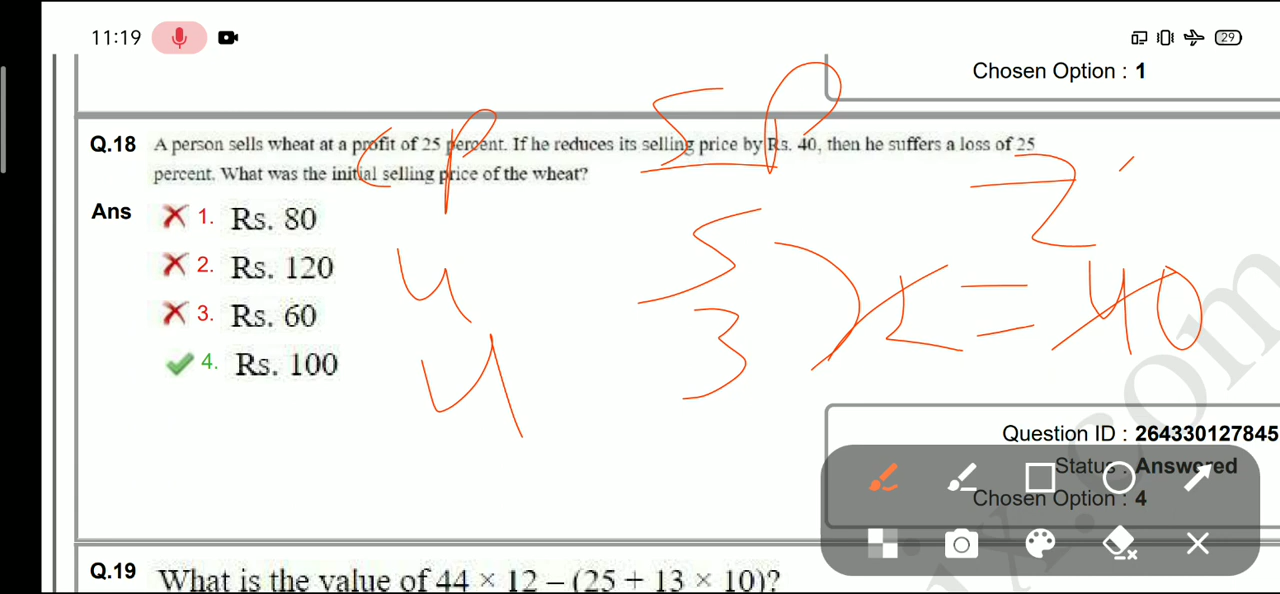 11:19 29
Chosen Option : 1
Q.18 A person sells wheat at a profit of 25 percent. If he reduces its selling price by Rs. 40, then he suffers a loss of 25
percent. What was the initial selling price of the wheat?
CP SP
Ans 1. Rs. 80
2. Rs. 120
3. Rs. 60
4. Rs. 100
4 5 2
4 3 2 = 40
Question ID : 264330127845
Status : Answered
Chosen Option : 4
Q.19 What is the value of 44 × 12 – (25 + 13 × 10)?